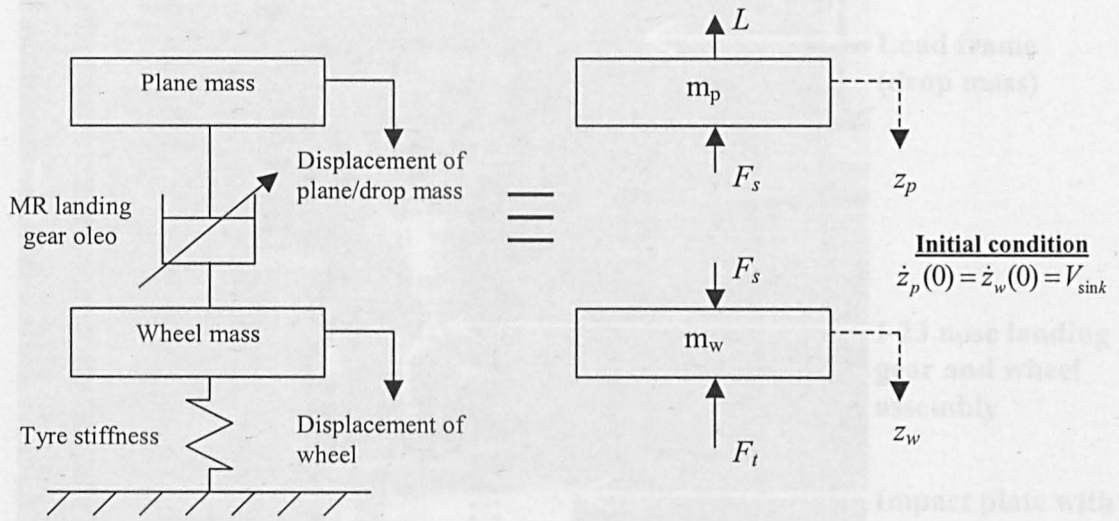 Plane mass
Displacement of
plane/drop mass
MR landing
gear oleo
Wheel mass
Tyre stiffness
Displacement of
wheel
L
m_p
F_s
z_p
Initial condition
ż_p(0) = ż_w(0) = V_sink
F_s
m_w
F_t
z_w
Load frame
(drop mass)
I-23 nose landing
gear and wheel
assembly
Impact plate with